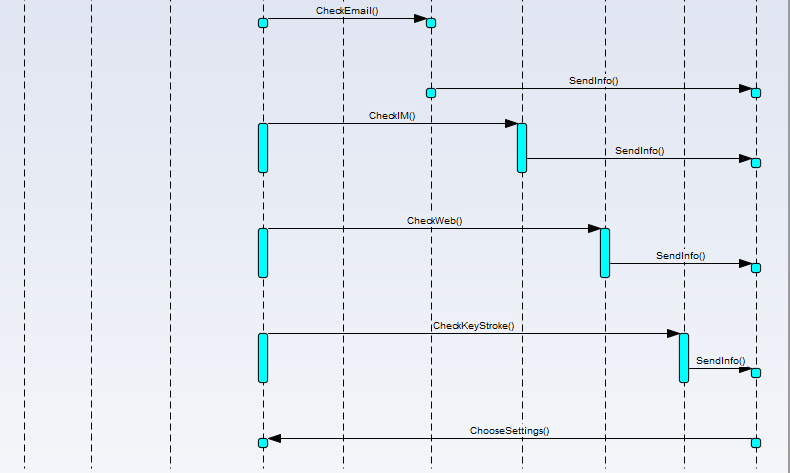 CheckEmail()
SendInfo()
CheckIM()
SendInfo()
CheckWeb()
SendInfo()
CheckKeyStroke()
SendInfo()
ChooseSettings()